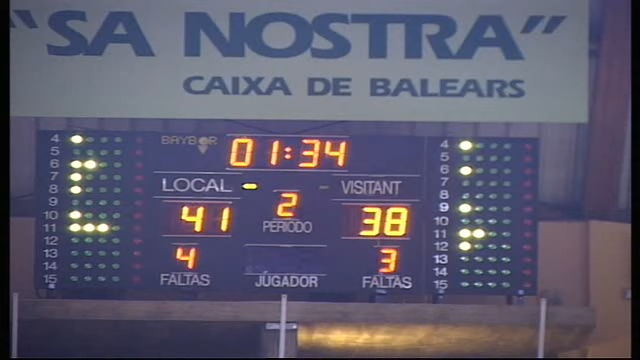 "SA NOSTRA"
CAIXA DE BALEARS
BAYBOR
01:34
LOCAL VISITANT
41 2 38
PERIODO
4 3
FALTAS JUGADOR FALTAS
4 4
5 5
6 6
7 7
8 8
9 9
10 10
11 11
12 12
13 13
14 14
15 15